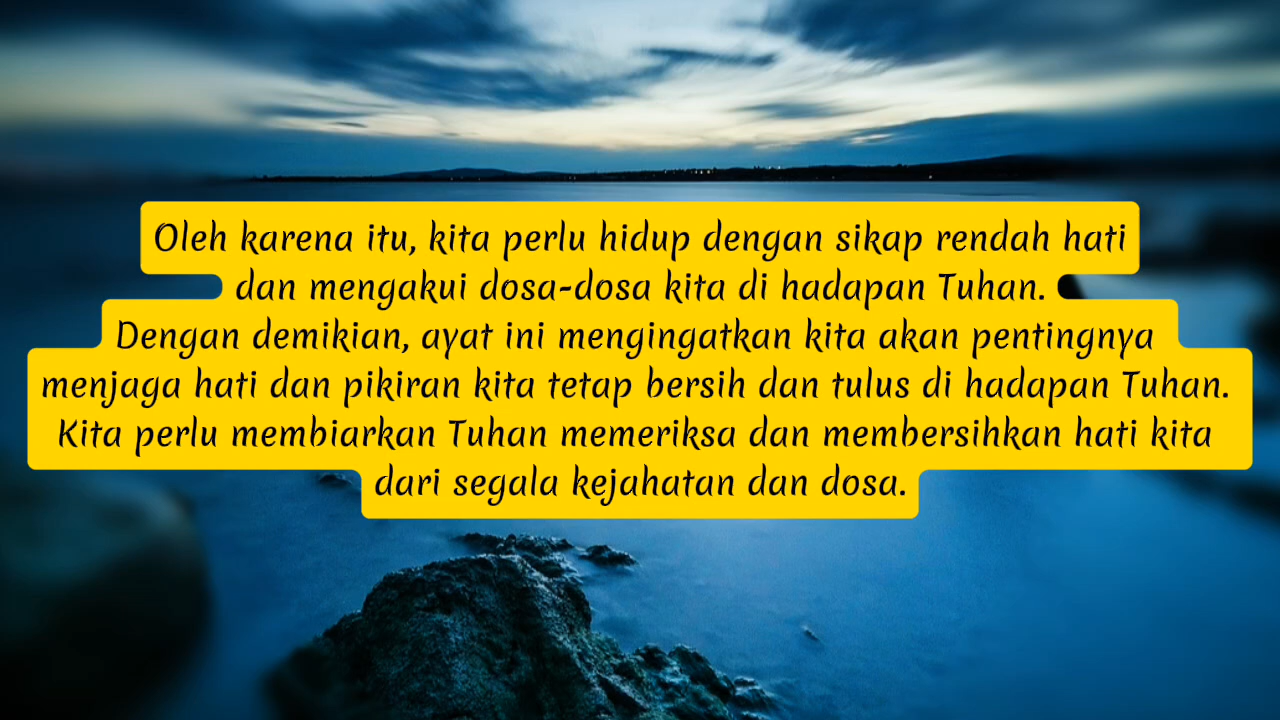 Oleh karena itu, kita perlu hidup dengan sikap rendah hati
dan mengakui dosa-dosa kita di hadapan Tuhan.
Dengan demikian, ayat ini mengingatkan kita akan pentingnya
menjaga hati dan pikiran kita tetap bersih dan tulus di hadapan Tuhan.
Kita perlu membiarkan Tuhan memeriksa dan membersihkan hati kita
dari segala kejahatan dan dosa.